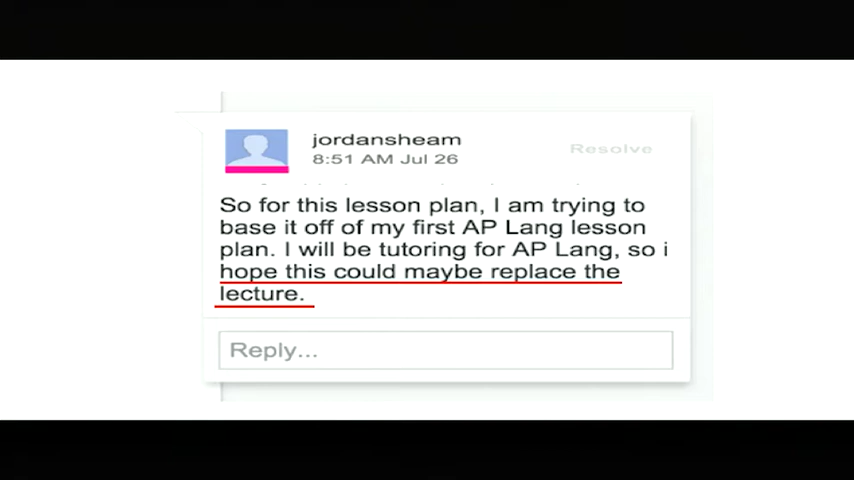 jordansheam
8:51 AM Jul 26
Resolve
So for this lesson plan, I am trying to
base it off of my first AP Lang lesson
plan. I will be tutoring for AP Lang, so i
hope this could maybe replace the
lecture.
Reply...